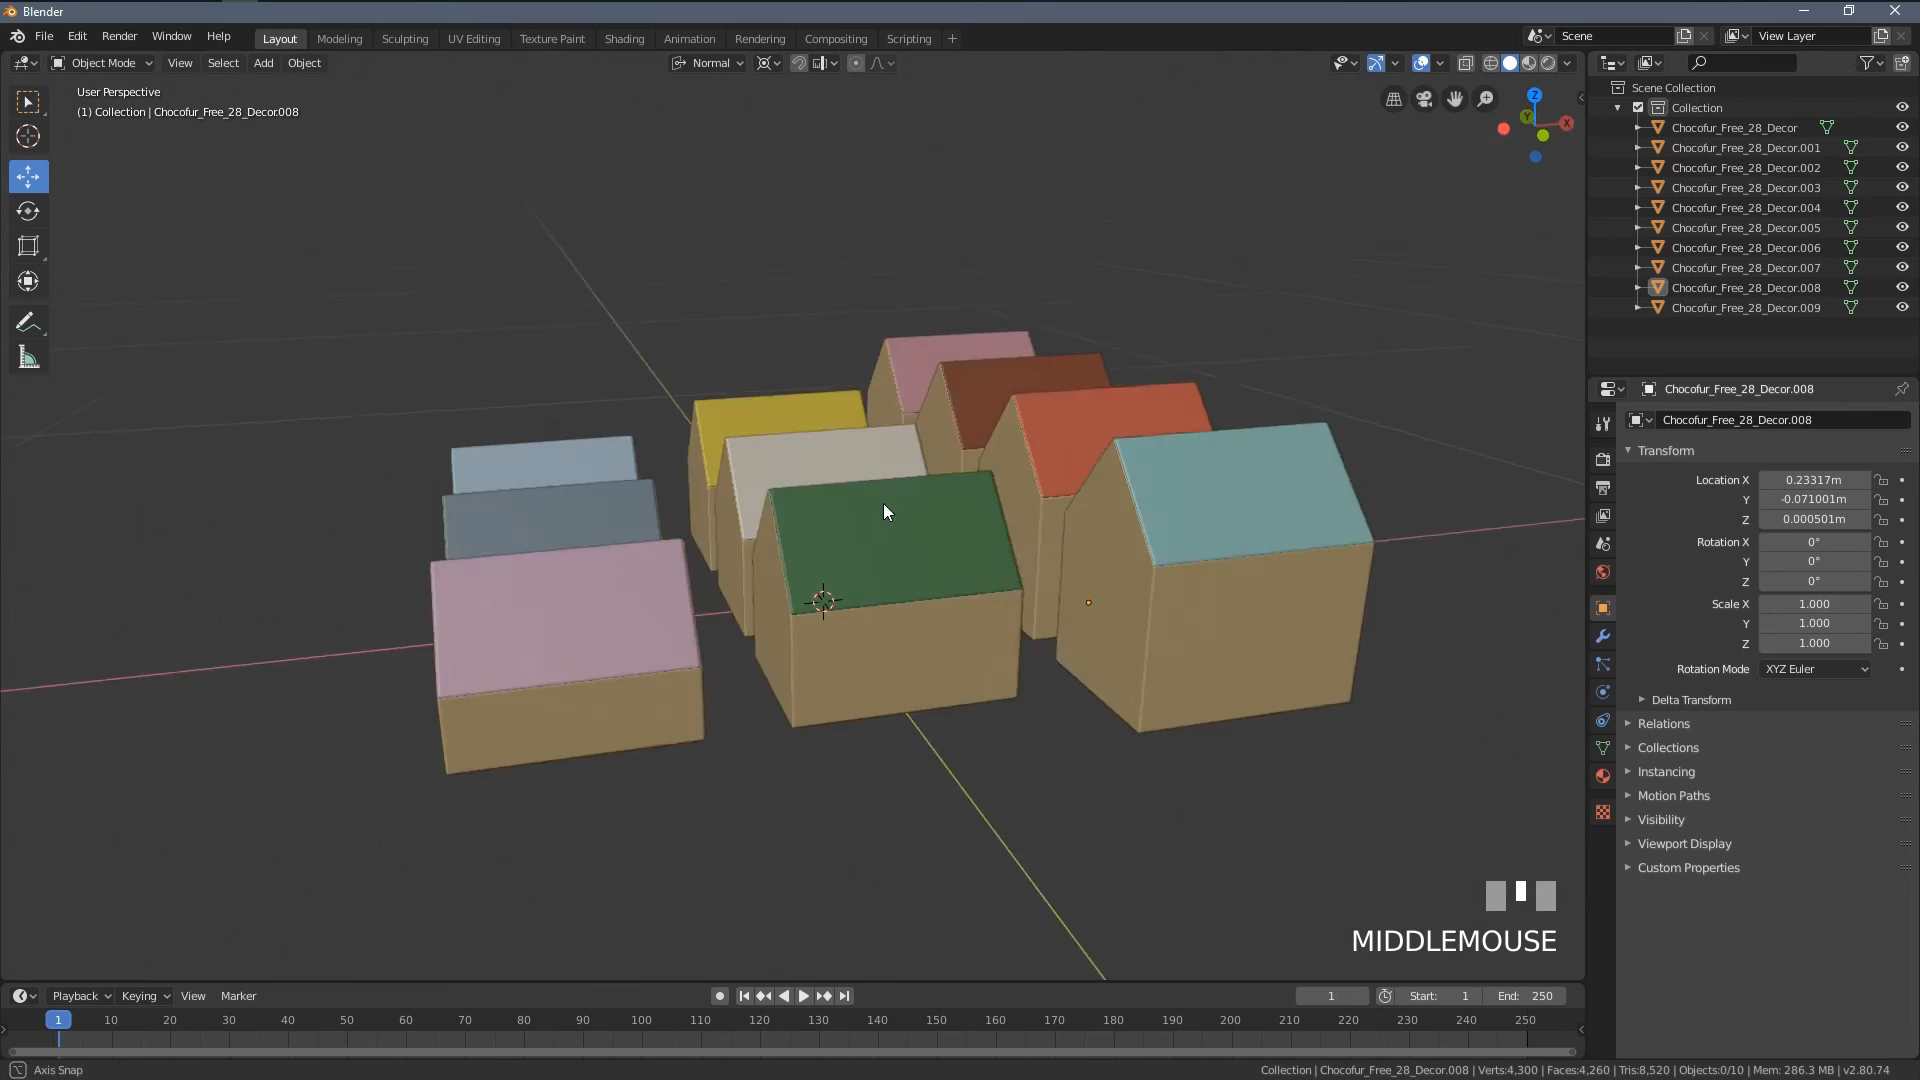 Blender
File Edit Render Window Help Layout Modeling Sculpting UV Editing Texture Paint Shading Animation Rendering Compositing Scripting + Scene View Layer
Object Mode View Select Add Object Normal
User Perspective
(1) Collection | Chocofur_Free_28_Decor.008
Z
Y
X
Scene Collection
Collection
Chocofur_Free_28_Decor
Chocofur_Free_28_Decor.001
Chocofur_Free_28_Decor.002
Chocofur_Free_28_Decor.003
Chocofur_Free_28_Decor.004
Chocofur_Free_28_Decor.005
Chocofur_Free_28_Decor.006
Chocofur_Free_28_Decor.007
Chocofur_Free_28_Decor.008
Chocofur_Free_28_Decor.009
Chocofur_Free_28_Decor.008
Chocofur_Free_28_Decor.008
Transform
Location X 0.23317m
Y -0.071001m
Z 0.000501m
Rotation X 0°
Y 0°
Z 0°
Scale X 1.000
Y 1.000
Z 1.000
Rotation Mode XYZ Euler
Delta Transform
Relations
Collections
Instancing
Motion Paths
Visibility
Viewport Display
Custom Properties
MIDDLEMOUSE
Playback Keying View Marker 1 Start: 1 End: 250
1 10 20 30 40 50 60 70 80 90 100 110 120 130 140 150 160 170 180 190 200 210 220 230 240 250
Axis Snap Collection | Chocofur_Free_28_Decor.008 | Verts:4,300 | Faces:4,260 | Tris:8,520 | Objects:0/10 | Mem: 286.3 MB | v2.80.74